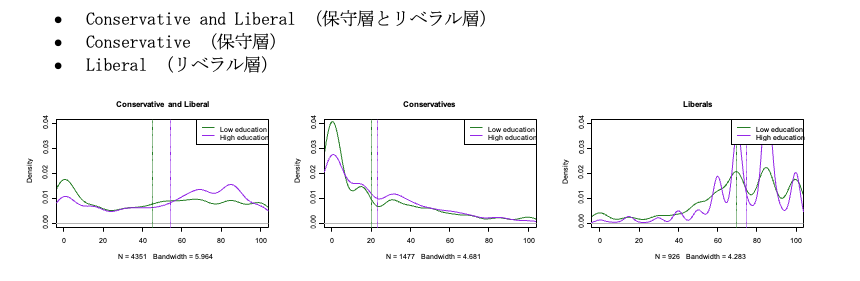 ● Conservative and Liberal （保守層とリベラル層）
● Conservative （保守層）
● Liberal （リベラル層）
Conservative and Liberal
Density
0.00 0.01 0.02 0.03 0.04
Low education
High education
0 20 40 60 80 100
N = 4351 Bandwidth = 5.964
Conservatives
Density
0.00 0.01 0.02 0.03 0.04
Low education
High education
0 20 40 60 80 100
N = 1477 Bandwidth = 4.681
Liberals
Density
0.00 0.01 0.02 0.03 0.04
Low education
High education
0 20 40 60 80 100
N = 926 Bandwidth = 4.283